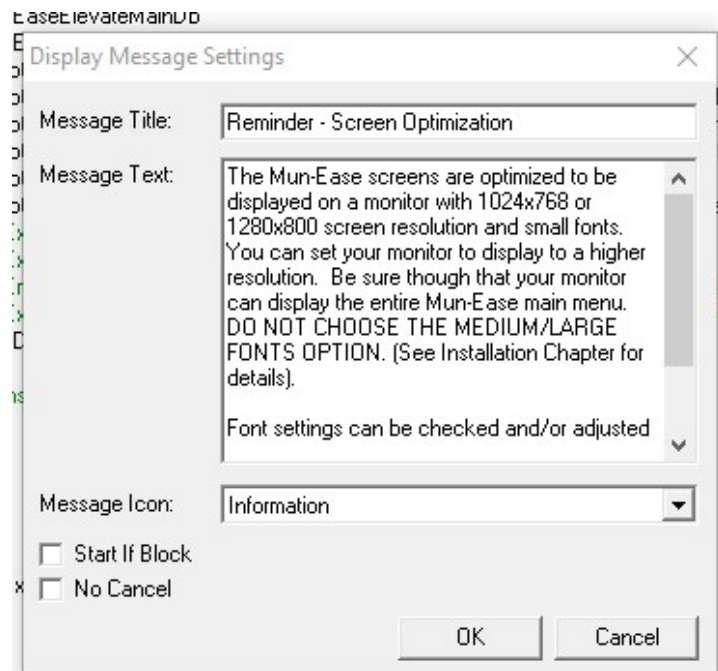 EaseElevateMainDb
Display Message Settings
Message Title:
Reminder - Screen Optimization
Message Text:
The Mun-Ease screens are optimized to be
displayed on a monitor with 1024x768 or
1280x800 screen resolution and small fonts.
You can set your monitor to display to a higher
resolution.  Be sure though that your monitor
can display the entire Mun-Ease main menu.
DO NOT CHOOSE THE MEDIUM/LARGE
FONTS OPTION. (See Installation Chapter for
details).
Font settings can be checked and/or adjusted
Message Icon:
Information
Start If Block
No Cancel
OK
Cancel